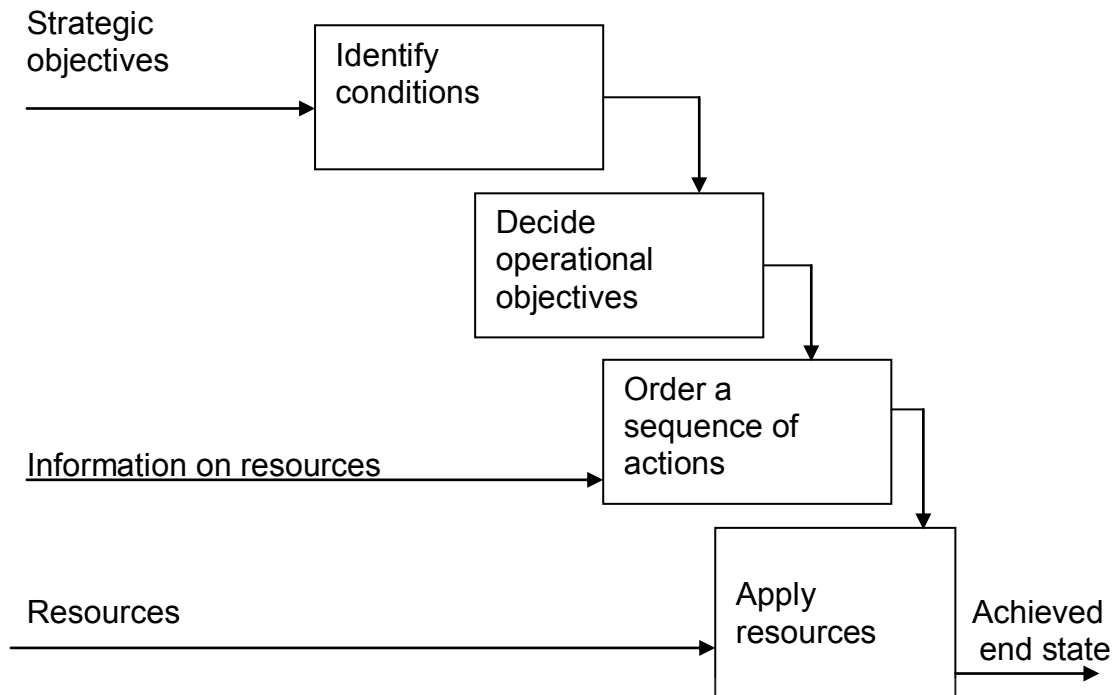 Strategic
objectives
Identify
conditions
Decide
operational
objectives
Order a
sequence of
actions
Information on resources
Resources
Apply
resources
Achieved
end state